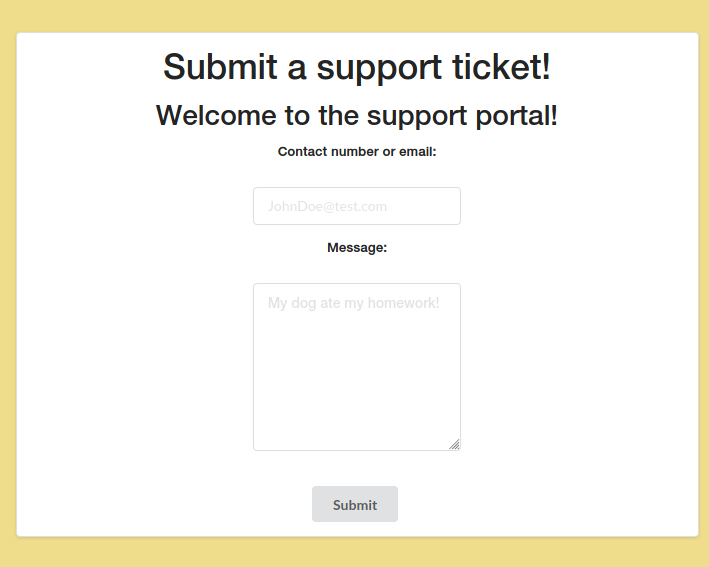 Submit a support ticket!
Welcome to the support portal!
Contact number or email:
JohnDoe@test.com
Message:
My dog ate my homework!
Submit